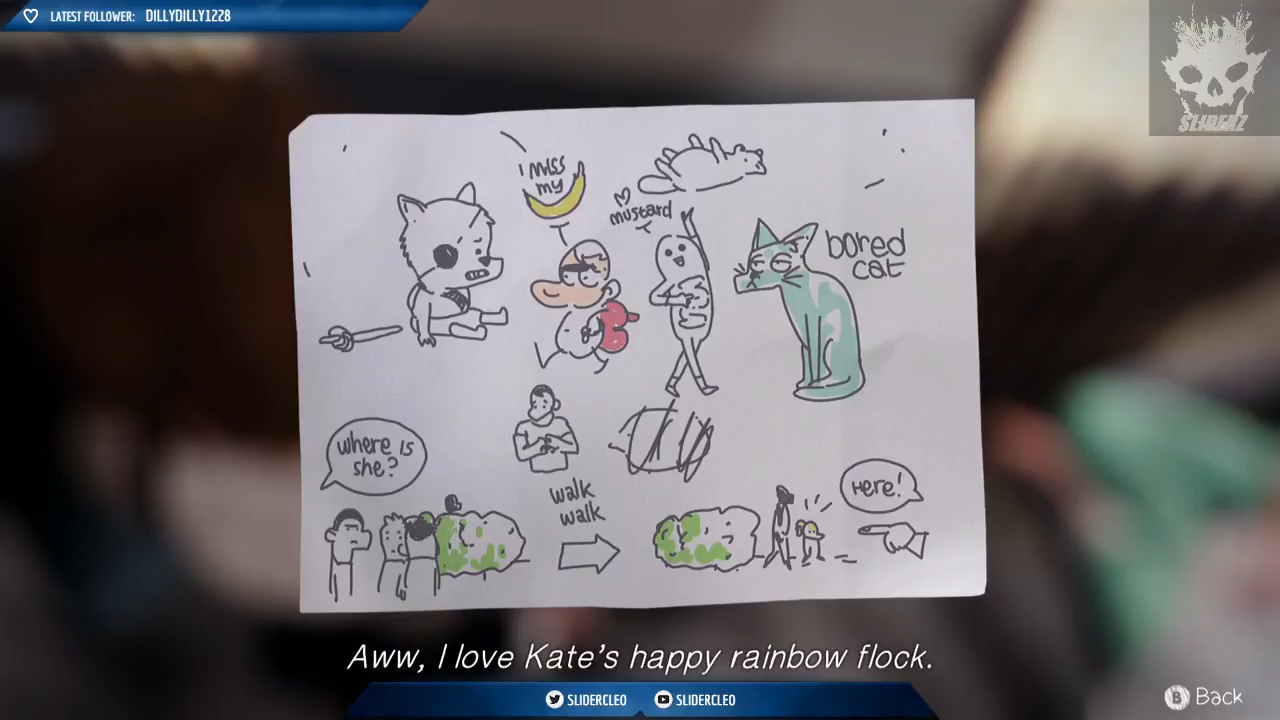 LATEST FOLLOWER: DILLYDILLY1228
SLIDERZ
I MISS
my
mustard
bored
cat
where is
she?
walk
walk
Here!
Aww, I love Kate's happy rainbow flock.
SLIDERCLEO SLIDERCLEO
B Back